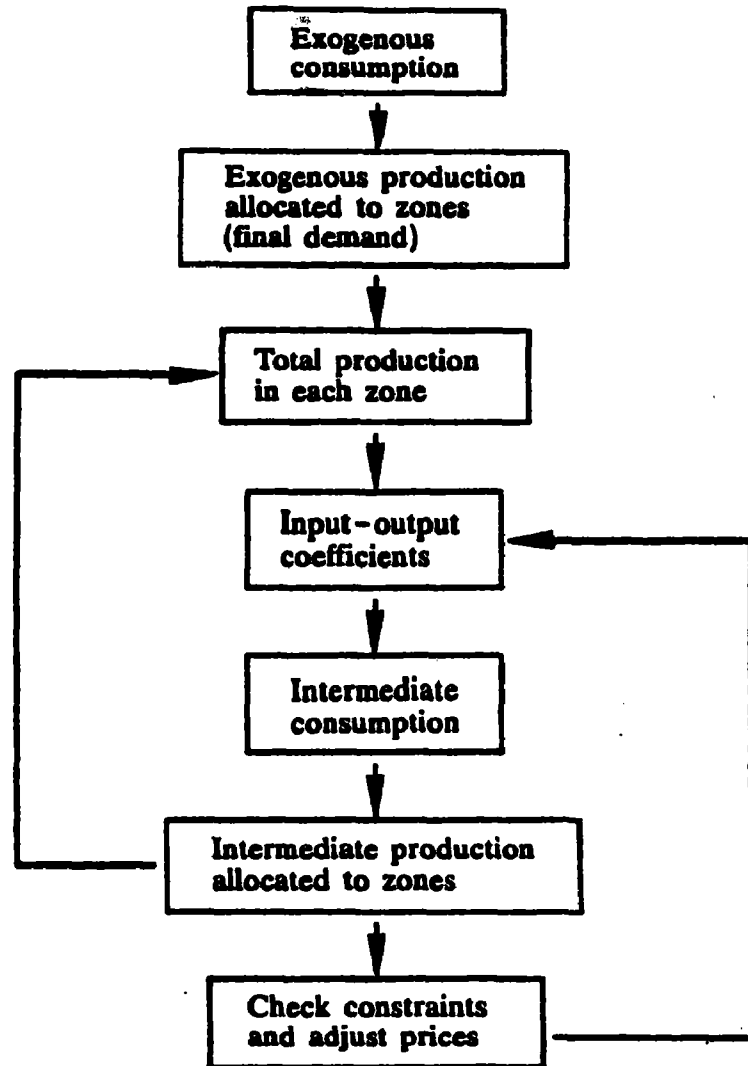 Exogenous
consumption
Exogenous production
allocated to zones
(final demand)
Total production
in each zone
Input-output
coefficients
Intermediate
consumption
Intermediate production
allocated to zones
Check constraints
and adjust prices